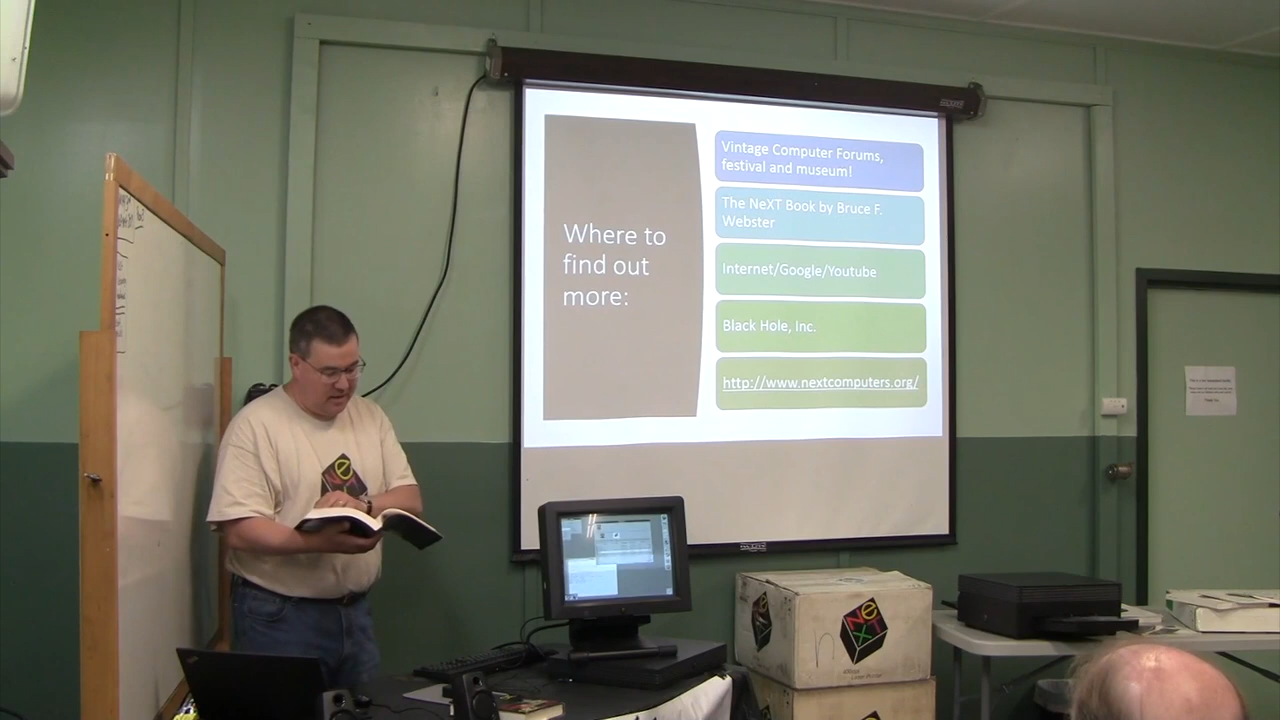 Where to
find out
more:
Vintage Computer Forums,
festival and museum!
The NeXT Book by Bruce F.
Webster
Internet/Google/Youtube
Black Hole, Inc.
http://www.nextcomputers.org/
NeXT
NeXT